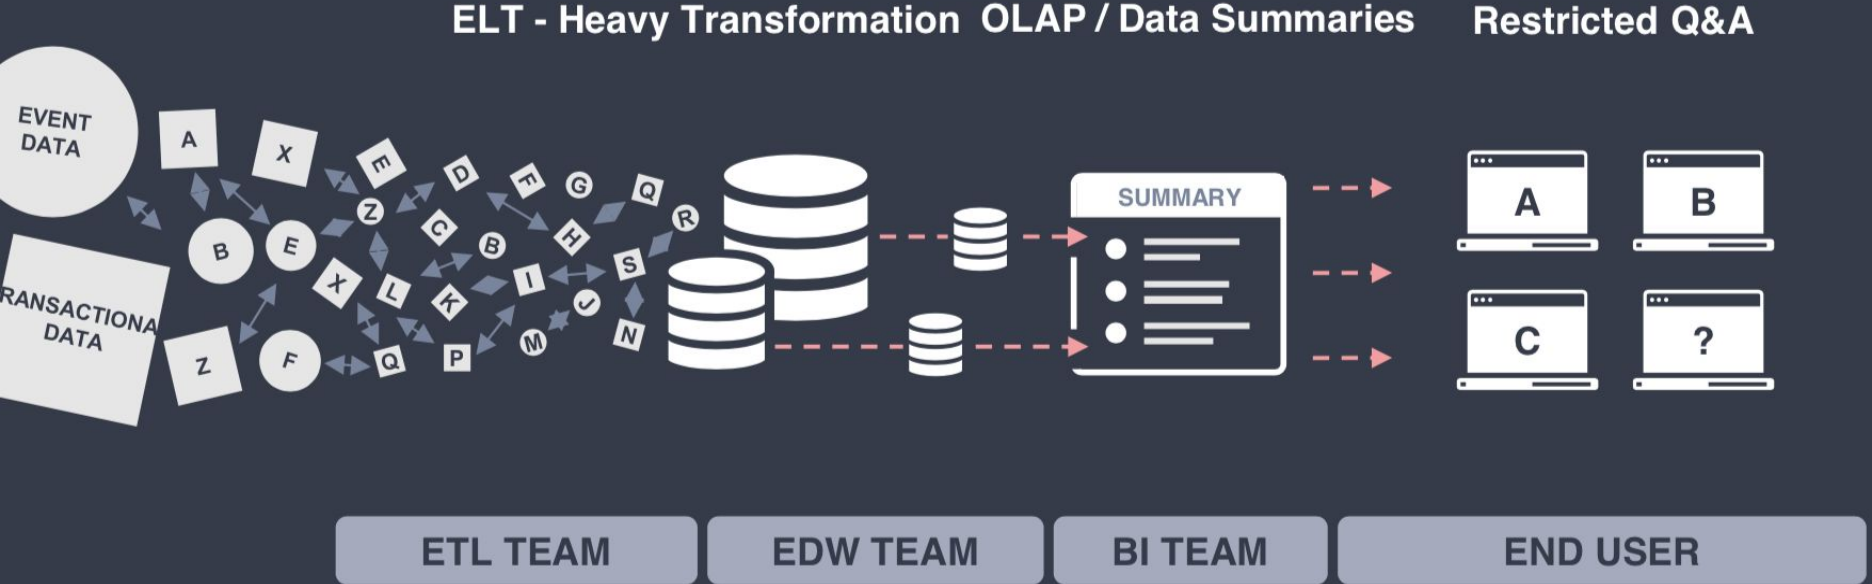 ELT - Heavy Transformation
OLAP / Data Summaries
Restricted Q&A
EVENT
DATA
RANSACTIONA
DATA
A
X
E
D
F
G
Q
Z
C
B
H
R
B
E
X
L
K
I
S
J
Z
F
Q
P
M
N
SUMMARY
A
B
C
?
ETL TEAM
EDW TEAM
BI TEAM
END USER